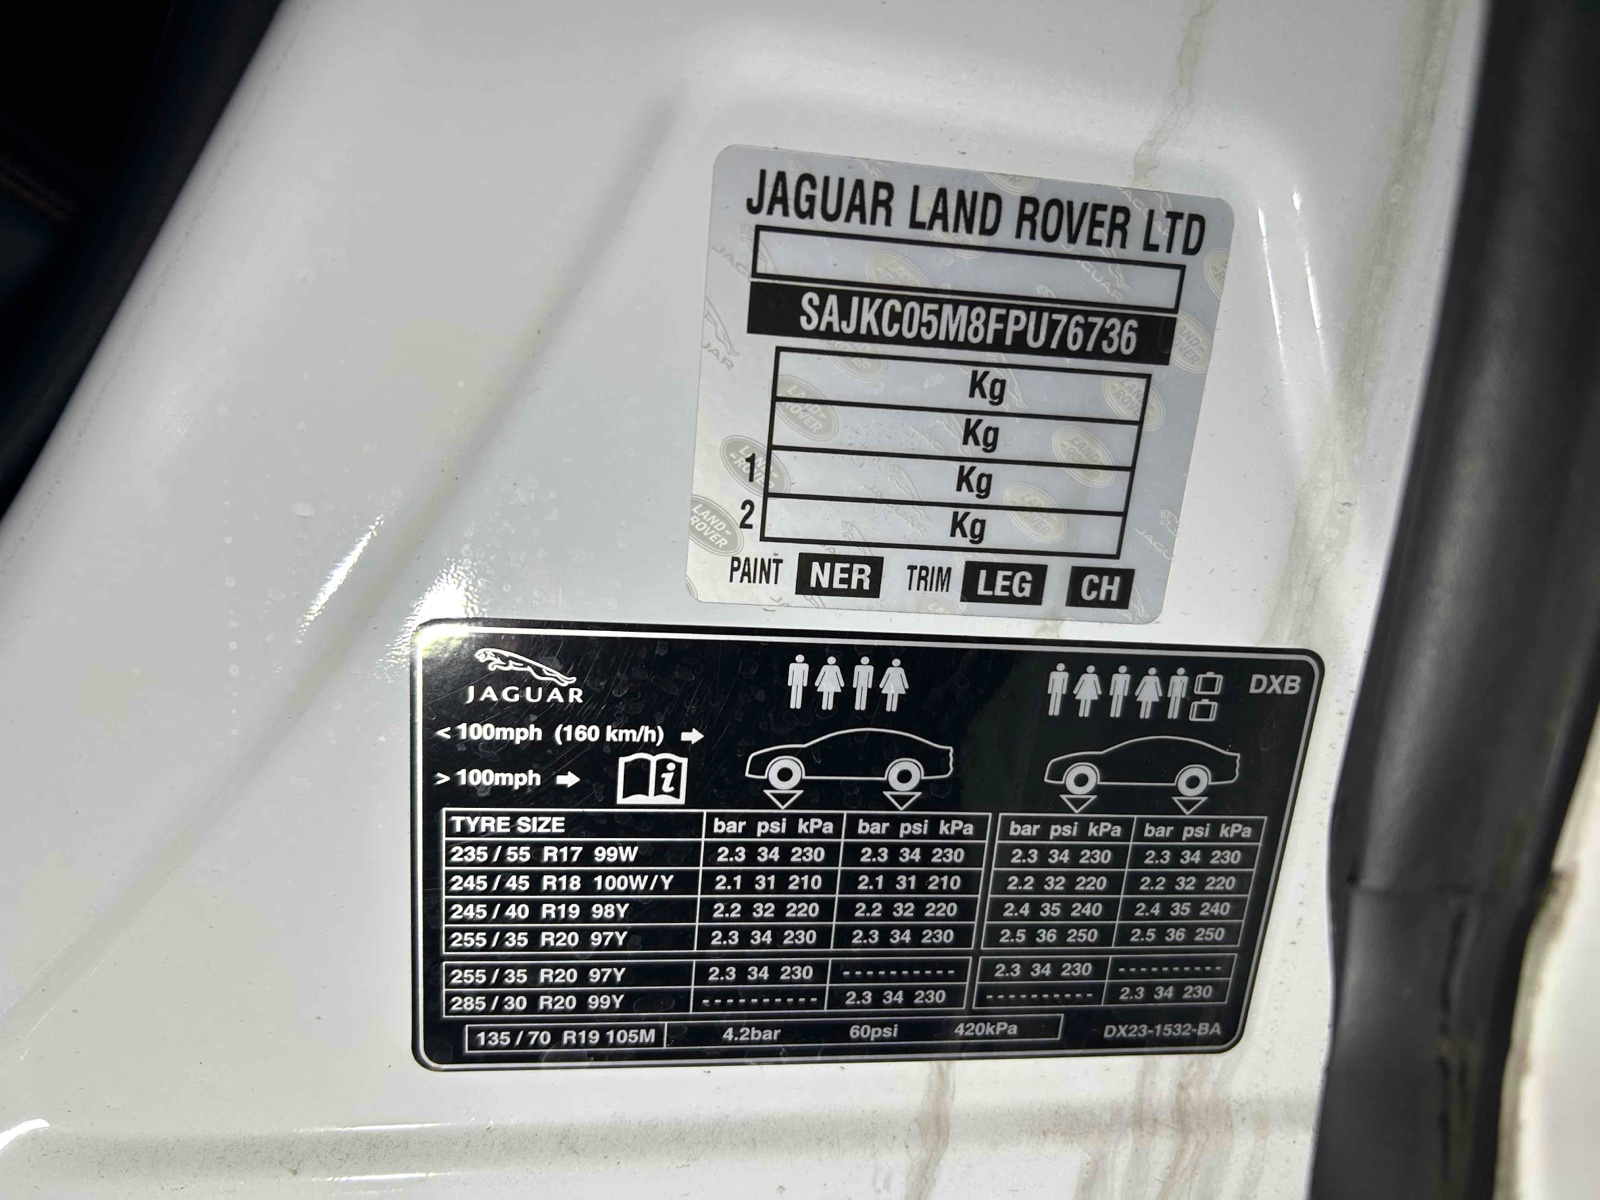 JAGUAR LAND ROVER LTD
SAJKC05M8FPU76736
Kg
Kg
1 Kg
2 Kg
PAINT NER TRIM LEG CH
JAGUAR
DXB
< 100mph (160 km/h)
> 100mph
TYRE SIZE bar psi kPa bar psi kPa bar psi kPa bar psi kPa
235 / 55 R17 99W 2.3 34 230 2.3 34 230 2.3 34 230 2.3 34 230
245 / 45 R18 100W/Y 2.1 31 210 2.1 31 210 2.2 32 220 2.2 32 220
245 / 40 R19 98Y 2.2 32 220 2.2 32 220 2.4 35 240 2.4 35 240
255 / 35 R20 97Y 2.3 34 230 2.3 34 230 2.5 36 250 2.5 36 250
255 / 35 R20 97Y 2.3 34 230 ---------- 2.3 34 230 ----------
285 / 30 R20 99Y ---------- 2.3 34 230 ---------- 2.3 34 230
135 / 70 R19 105M 4.2bar 60psi 420kPa DX23-1532-BA